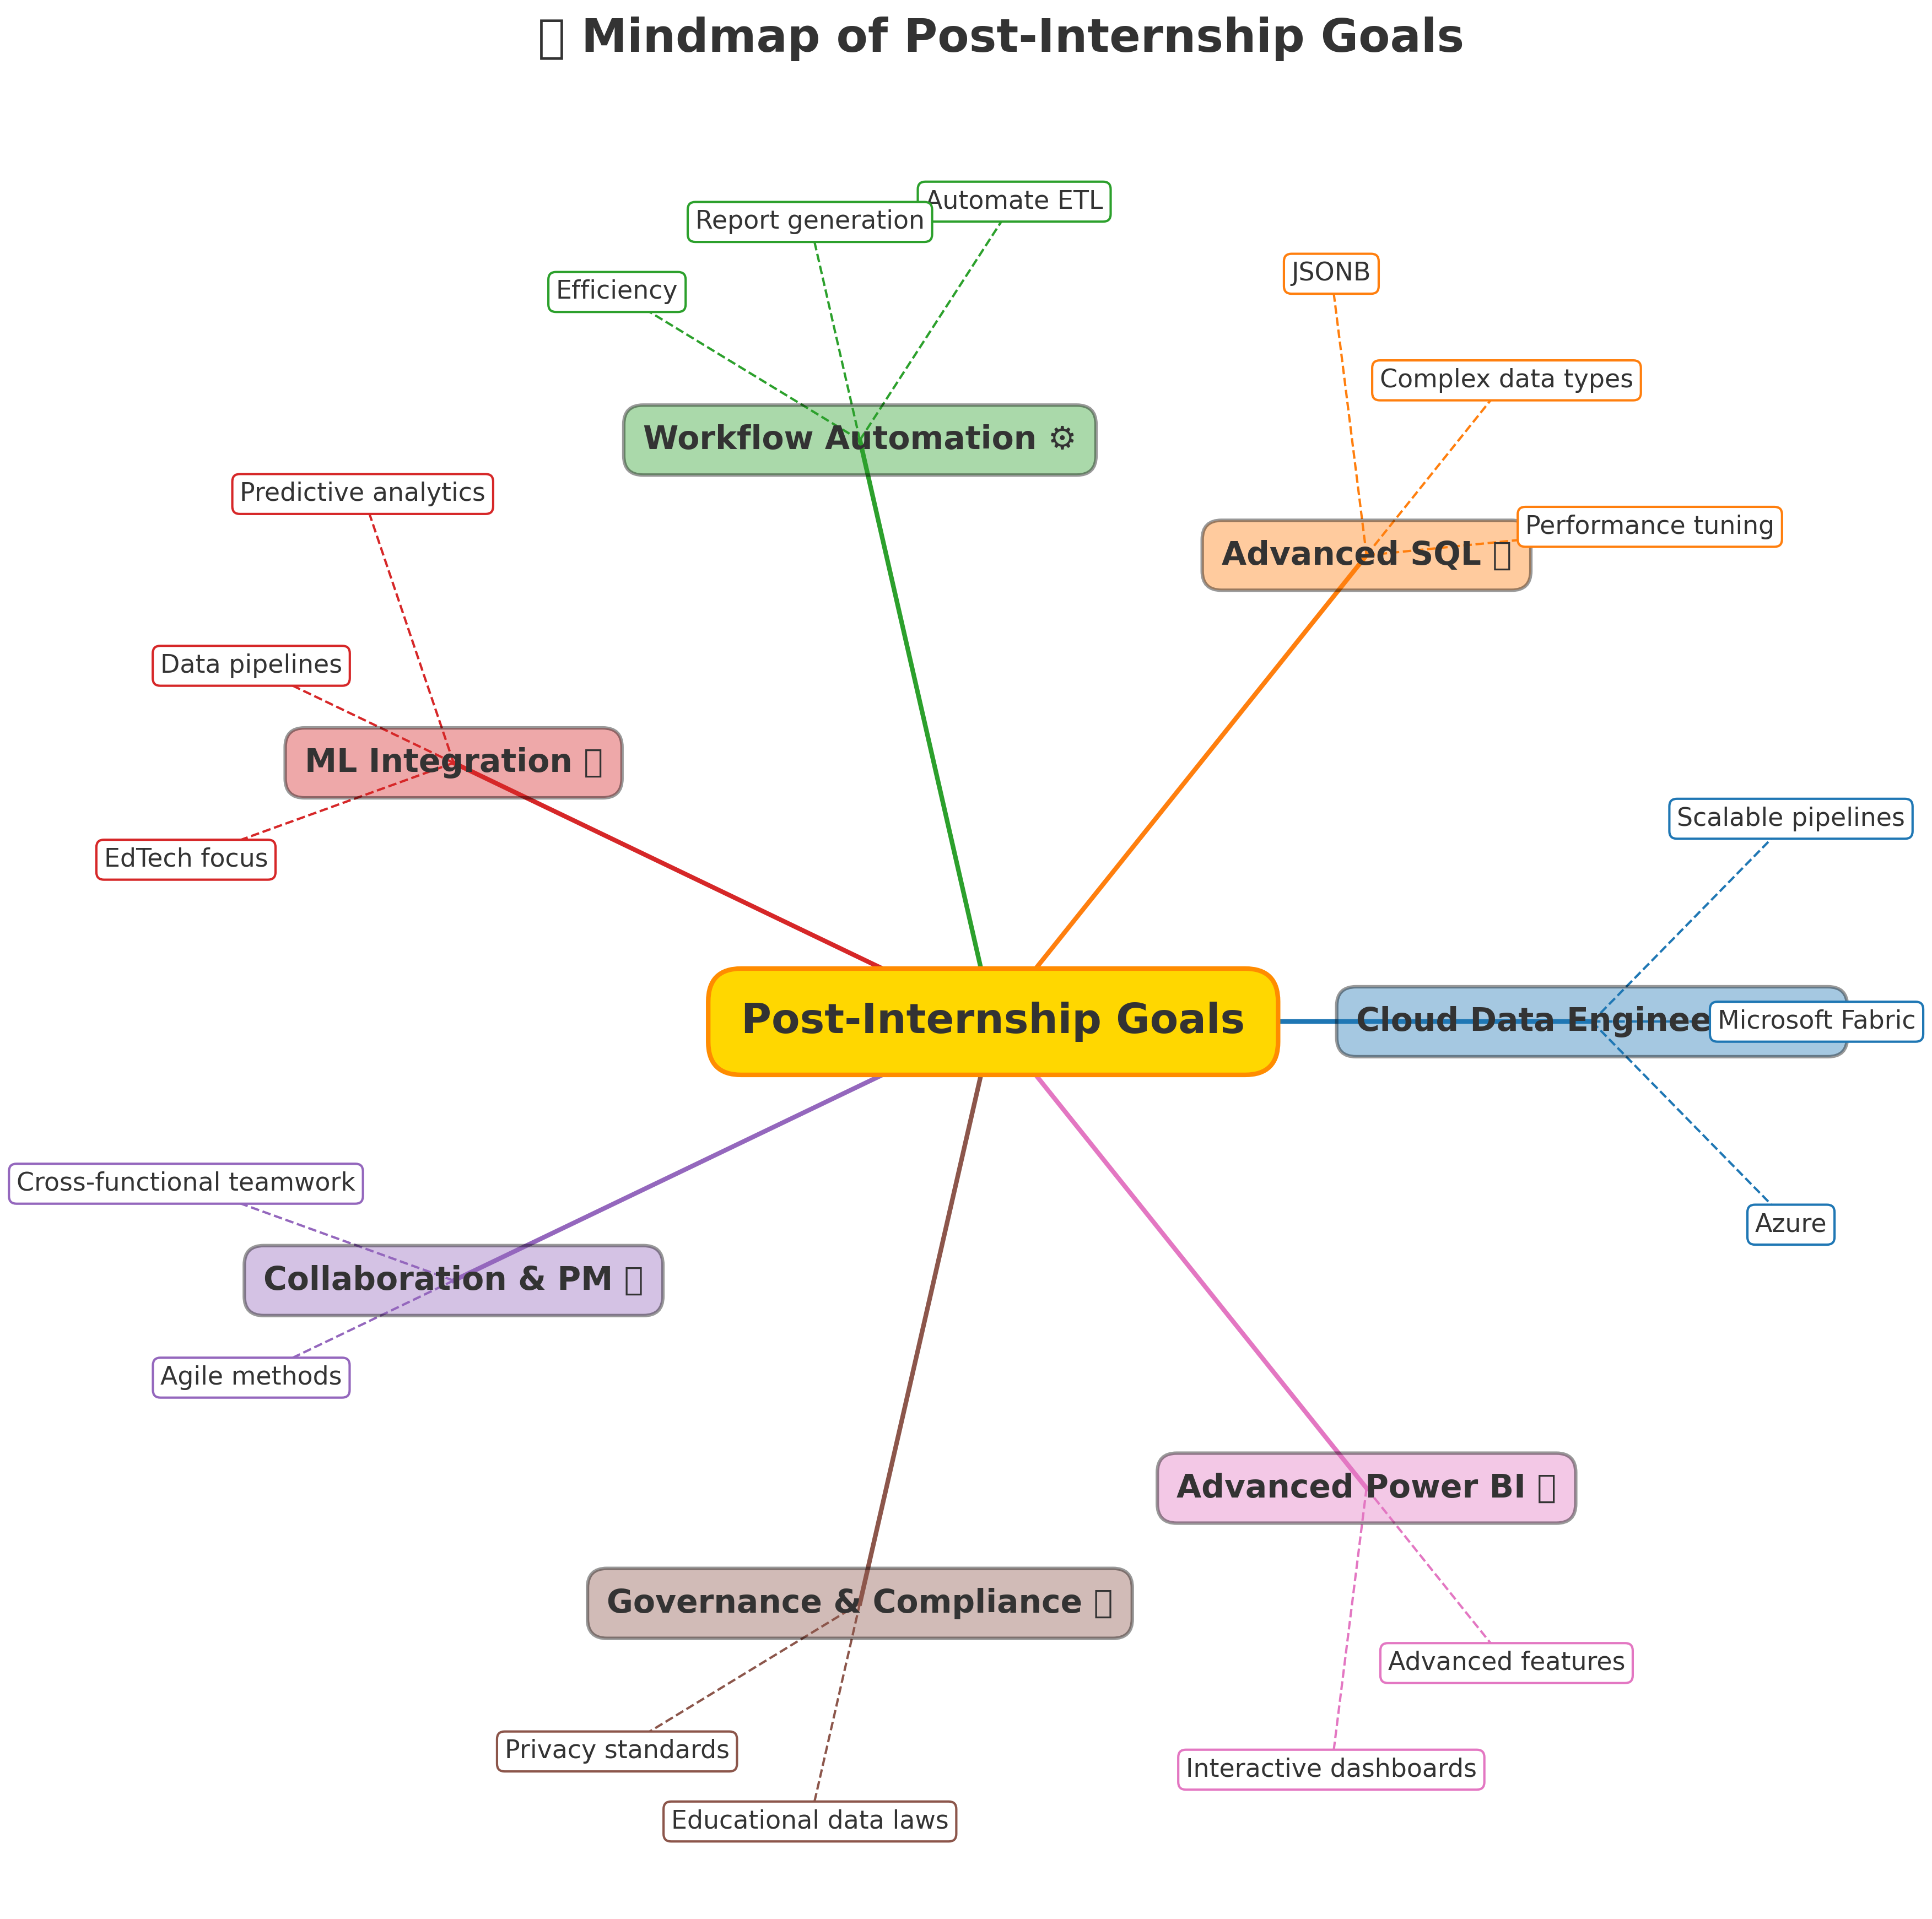 Mindmap of Post-Internship Goals
Automate ETL
Report generation
Efficiency
JSONB
Complex data types
Workflow Automation ⚙
Predictive analytics
Performance tuning
Advanced SQL
Data pipelines
ML Integration
EdTech focus
Scalable pipelines
Post-Internship Goals
Cloud Data Enginee
Microsoft Fabric
Cross-functional teamwork
Azure
Collaboration & PM
Agile methods
Advanced Power BI
Governance & Compliance
Advanced features
Privacy standards
Interactive dashboards
Educational data laws